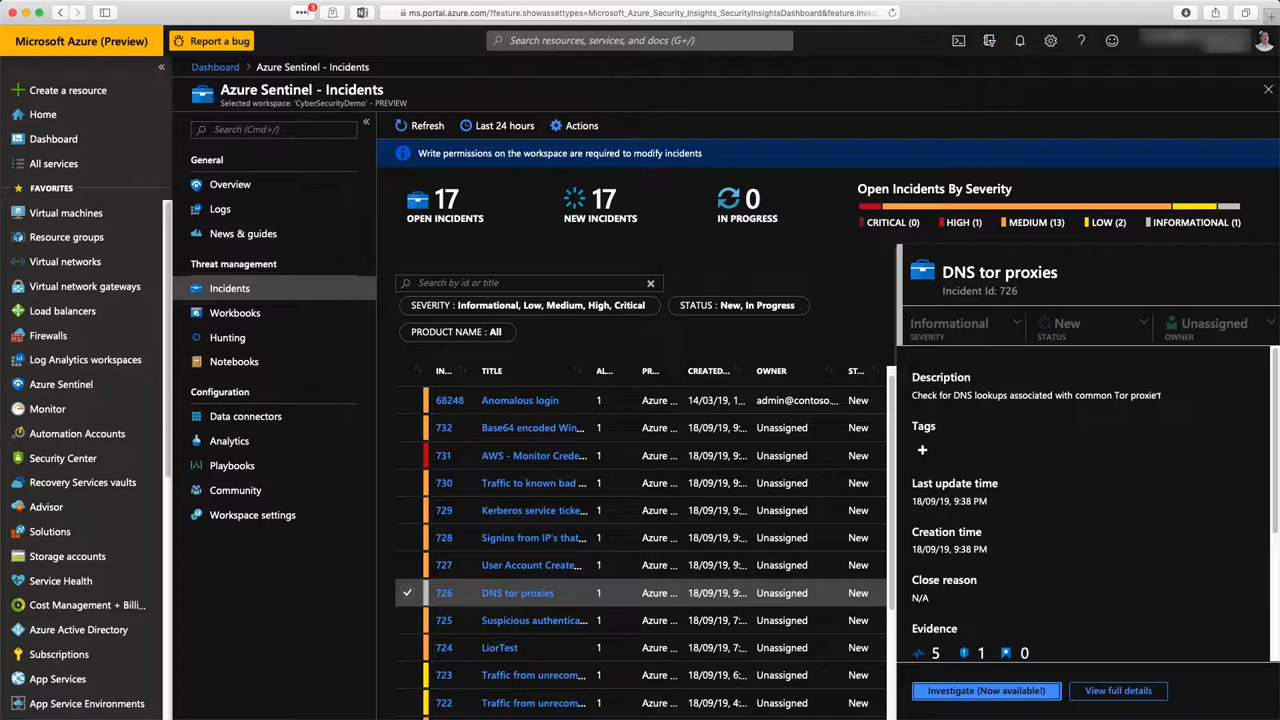 3
ms.portal.azure.com/?feature.showassettypes=Microsoft_Azure_Security_Insights_SecurityInsightsDashboard&feature.inves
Microsoft Azure (Preview)
Report a bug
Search resources, services, and docs (G+/)
Create a resource
Home
Dashboard
All services
FAVORITES
Virtual machines
Resource groups
Virtual networks
Virtual network gateways
Load balancers
Firewalls
Log Analytics workspaces
Azure Sentinel
Monitor
Automation Accounts
Security Center
Recovery Services vaults
Advisor
Solutions
Storage accounts
Service Health
Cost Management + Billi...
Azure Active Directory
Subscriptions
App Services
App Service Environments
Dashboard > Azure Sentinel - Incidents
Azure Sentinel - Incidents
Selected workspace: 'CyberSecurityDemo' - PREVIEW
Search (Cmd+/)
General
Overview
Logs
News & guides
Threat management
Incidents
Workbooks
Hunting
Notebooks
Configuration
Data connectors
Analytics
Playbooks
Community
Workspace settings
Refresh Last 24 hours Actions
Write permissions on the workspace are required to modify incidents
17
OPEN INCIDENTS
17
NEW INCIDENTS
0
IN PROGRESS
Open Incidents By Severity
CRITICAL (0) HIGH (1) MEDIUM (13) LOW (2) INFORMATIONAL (1)
Search by id or title
SEVERITY : Informational, Low, Medium, High, Critical
STATUS : New, In Progress
PRODUCT NAME : All
IN... TITLE AL... PR... CREATED... OWNER ST...
68248 Anomalous login 1 Azure ... 14/03/19, 1... admin@contoso.... New
732 Base64 encoded Win... 1 Azure ... 18/09/19, 9:... Unassigned New
731 AWS - Monitor Crede... 1 Azure ... 18/09/19, 9:... Unassigned New
730 Traffic to known bad ... 1 Azure ... 18/09/19, 9:... Unassigned New
729 Kerberos service ticke... 1 Azure ... 18/09/19, 9:... Unassigned New
728 Signins from IP's that... 1 Azure ... 18/09/19, 9:... Unassigned New
727 User Account Create... 1 Azure ... 18/09/19, 9:... Unassigned New
726 DNS tor proxies 1 Azure ... 18/09/19, 9:... Unassigned New
725 Suspicious authentica... 1 Azure ... 18/09/19, 7:... Unassigned New
724 LiorTest 1 Azure ... 18/09/19, 5:... Unassigned New
723 Traffic from unrecom... 1 Azure ... 18/09/19, 4:... Unassigned New
722 Traffic from unrecom... 1 Azure ... 18/09/19, 4:... Unassigned New
DNS tor proxies
Incident Id: 726
Informational
SEVERITY
New
STATUS
Unassigned
OWNER
Description
Check for DNS lookups associated with common Tor proxies
Tags
Last update time
18/09/19, 9:38 PM
Creation time
18/09/19, 9:38 PM
Close reason
N/A
Evidence
5 1 0
Investigate (Now available!)
View full details